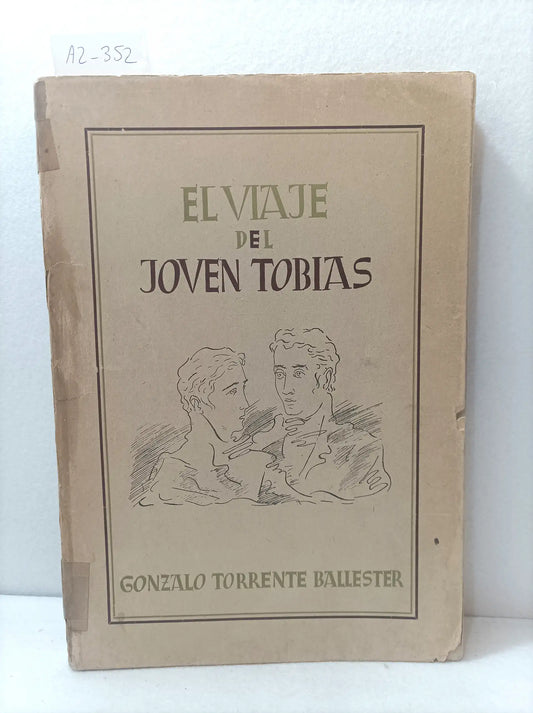 A2-352
EL VIAJE
DEL
JOVEN TOBIAS
GONZALO TORRENTE BALLESTER